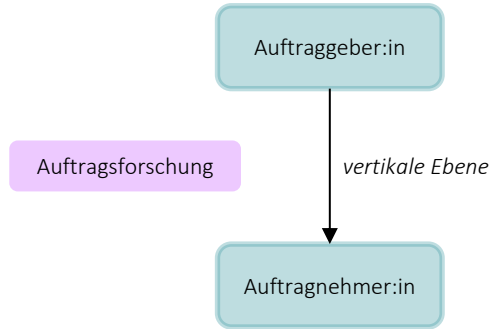 Auftraggeber:in
Auftragsforschung
vertikale Ebene
Auftragnehmer:in